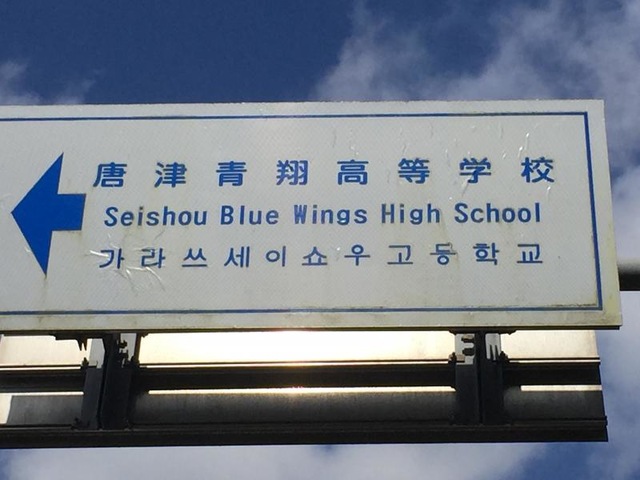 唐津青翔高等学校
Seishou Blue Wings High School
가라쓰세이쇼우고등학교